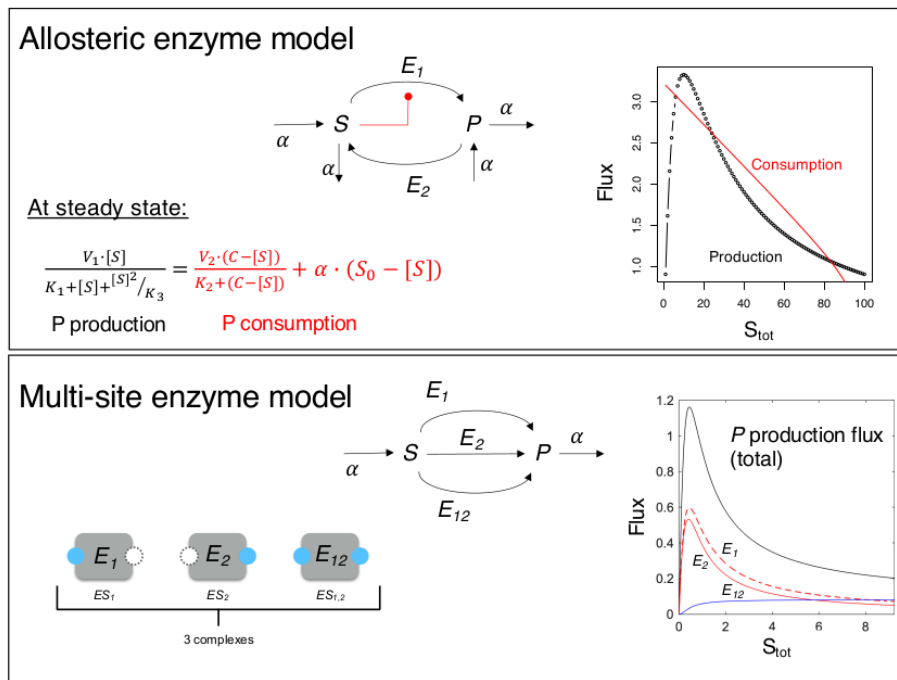 Allosteric enzyme model
E₁
α S P α
α E₂ α
At steady state:
V₁·[S] / (K₁+[S]+[S]²/K₃) = V₂·(C−[S]) / (K₂+(C−[S])) + α·(S₀−[S])
P production P consumption
Flux
3.0
2.5
2.0
1.5
1.0
Consumption
Production
0 20 40 60 80 100
S_tot
Multi-site enzyme model
E₁
α S E₂ P α
E₁₂
E₁ E₂ E₁₂
ES₁ ES₂ ES₁,₂
3 complexes
Flux
1.2
1
0.8
0.6
0.4
0.2
0
P production flux
(total)
E₁
E₂
E₁₂
0 2 4 6 8
S_tot